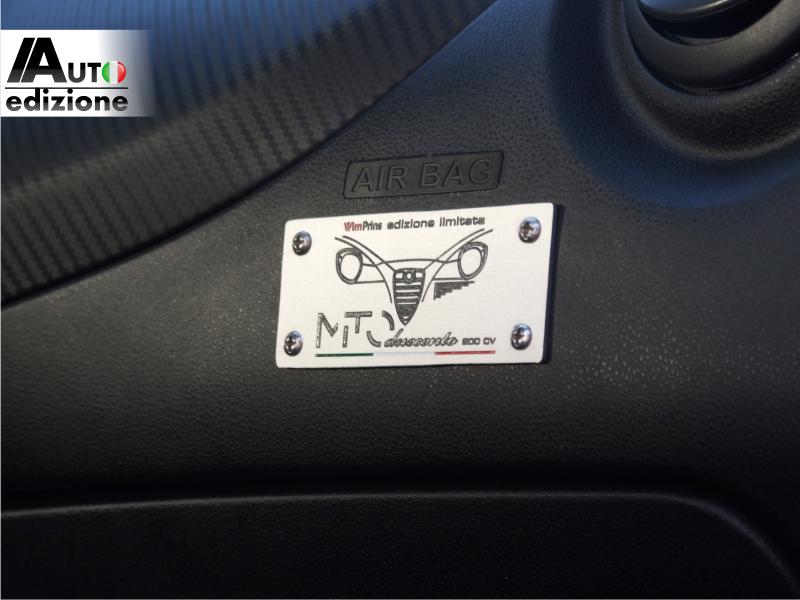 AUTO
edizione
AIR BAG
WimPrins edizione limitata
MITO duecento 200 CV